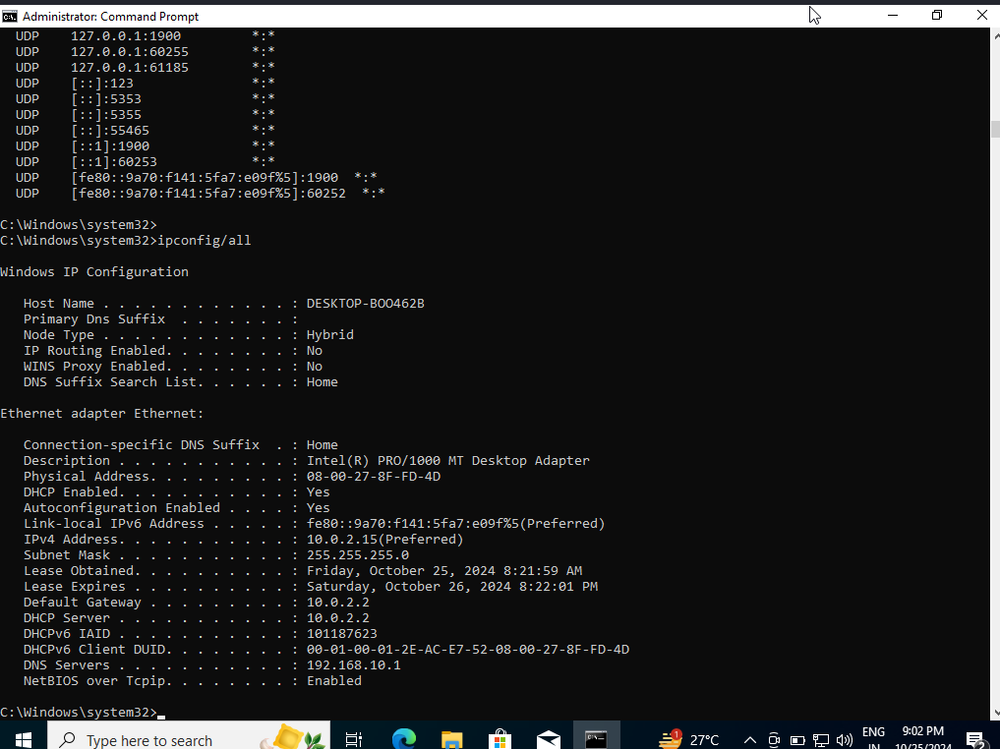 Administrator: Command Prompt
UDP 127.0.0.1:1900 *:*
UDP 127.0.0.1:60255 *:*
UDP 127.0.0.1:61185 *:*
UDP [::]:123 *:*
UDP [::]:5353 *:*
UDP [::]:5355 *:*
UDP [::]:55465 *:*
UDP [::1]:1900 *:*
UDP [::1]:60253 *:*
UDP [fe80::9a70:f141:5fa7:e09f%5]:1900 *:*
UDP [fe80::9a70:f141:5fa7:e09f%5]:60252 *:*
C:\Windows\system32>
C:\Windows\system32>ipconfig/all
Windows IP Configuration
Host Name . . . . . . . . . . . . : DESKTOP-BOO462B
Primary Dns Suffix . . . . . . . :
Node Type . . . . . . . . . . . . : Hybrid
IP Routing Enabled. . . . . . . . : No
WINS Proxy Enabled. . . . . . . . : No
DNS Suffix Search List. . . . . . : Home
Ethernet adapter Ethernet:
Connection-specific DNS Suffix . : Home
Description . . . . . . . . . . . : Intel(R) PRO/1000 MT Desktop Adapter
Physical Address. . . . . . . . . : 08-00-27-8F-FD-4D
DHCP Enabled. . . . . . . . . . . : Yes
Autoconfiguration Enabled . . . . : Yes
Link-local IPv6 Address . . . . . : fe80::9a70:f141:5fa7:e09f%5(Preferred)
IPv4 Address. . . . . . . . . . . : 10.0.2.15(Preferred)
Subnet Mask . . . . . . . . . . . : 255.255.255.0
Lease Obtained. . . . . . . . . . : Friday, October 25, 2024 8:21:59 AM
Lease Expires . . . . . . . . . . : Saturday, October 26, 2024 8:22:01 PM
Default Gateway . . . . . . . . . : 10.0.2.2
DHCP Server . . . . . . . . . . . : 10.0.2.2
DHCPv6 IAID . . . . . . . . . . . : 101187623
DHCPv6 Client DUID. . . . . . . . : 00-01-00-01-2E-AC-E7-52-08-00-27-8F-FD-4D
DNS Servers . . . . . . . . . . . : 192.168.10.1
NetBIOS over Tcpip. . . . . . . . : Enabled
C:\Windows\system32>
Type here to search
1
27°C
ENG
IN
9:02 PM
10/25/2024
2